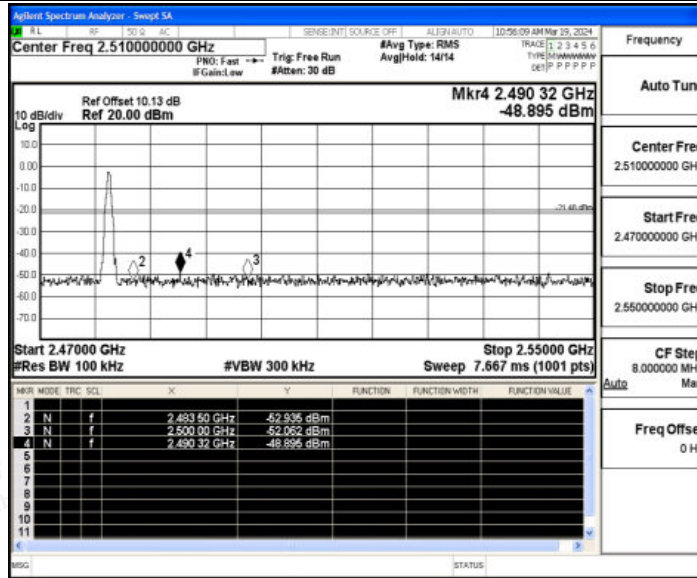 Agilent Spectrum Analyzer - Swept SA
RL RF 50 Ω AC SENSE:INT SOURCE OFF ALIGN AUTO 10:56:09 AM Mar 19, 2024
Center Freq 2.510000000 GHz #Avg Type: RMS TRACE 1 2 3 4 5 6
PNO: Fast Trig: Free Run Avg|Hold: 14/14 TYPE MWWWWW
IFGain:Low #Atten: 30 dB DET P P P P P P
Ref Offset 10.13 dB Mkr4 2.490 32 GHz
10 dB/div Ref 20.00 dBm -48.895 dBm
Log
10.0
0.00
-10.0
-20.0 -21.48 dBm
-30.0
-40.0
2 4 3
-50.0
-60.0
-70.0
Start 2.47000 GHz Stop 2.55000 GHz
#Res BW 100 kHz #VBW 300 kHz Sweep 7.667 ms (1001 pts)
MKR MODE TRC SCL X Y FUNCTION FUNCTION WIDTH FUNCTION VALUE
1
2 N f 2.483 50 GHz -52.935 dBm
3 N f 2.500 00 GHz -52.062 dBm
4 N f 2.490 32 GHz -48.895 dBm
5
6
7
8
9
10
11
MSG STATUS
Frequency
Auto Tun
Center Fre
2.510000000 GH
Start Fre
2.470000000 GH
Stop Fre
2.550000000 GH
CF Ste
8.000000 MH
Auto Ma
Freq Offse
0 H